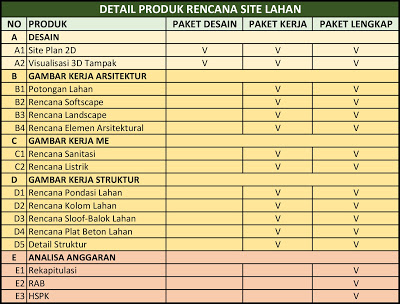 DETAIL PRODUK RENCANA SITE LAHAN
NO PRODUK PAKET DESAIN PAKET KERJA PAKET LENGKAP
A DESAIN
A1 Site Plan 2D V V V
A2 Visualisasi 3D Tampak V V V
B GAMBAR KERJA ARSITEKTUR
B1 Potongan Lahan V V
B2 Rencana Softscape V V
B3 Rencana Landscape V V
B4 Rencana Elemen Arsitektural V V
C GAMBAR KERJA ME
C1 Rencana Sanitasi V V
C2 Rencana Listrik V V
D GAMBAR KERJA STRUKTUR
D1 Rencana Pondasi Lahan V V
D2 Rencana Kolom Lahan V V
D3 Rencana Sloof-Balok Lahan V V
D4 Rencana Plat Beton Lahan V V
D5 Detail Struktur V V
E ANALISA ANGGARAN
E1 Rekapitulasi V
E2 RAB V
E3 HSPK V